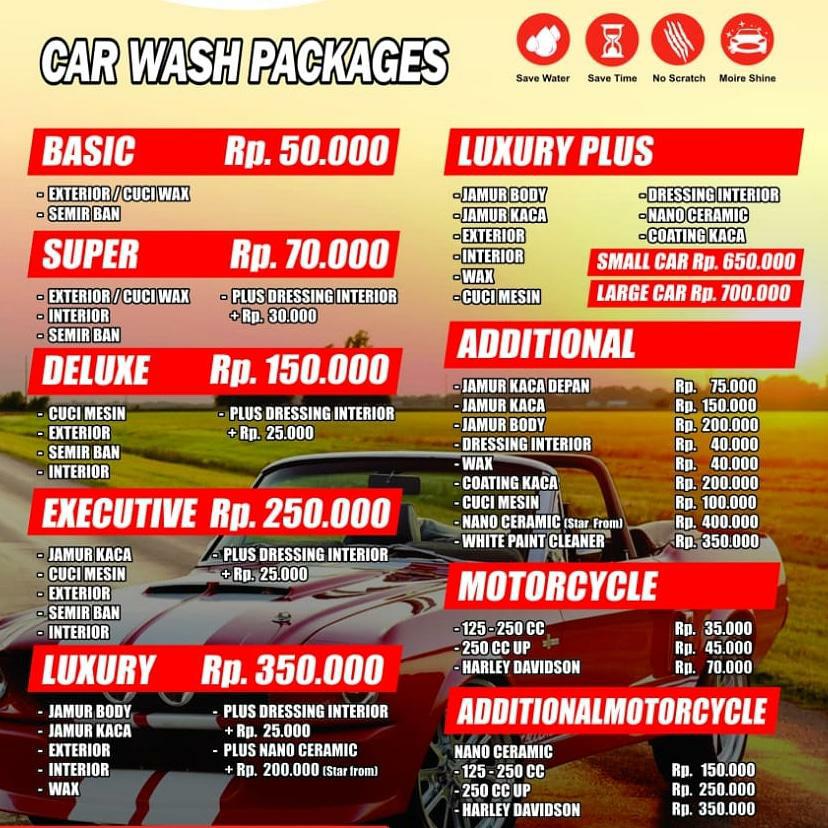 CAR WASH PACKAGES
Save Water
Save Time
No Scratch
Moire Shine
BASIC Rp. 50.000
- EXTERIOR / CUCI WAX
- SEMIR BAN
SUPER Rp. 70.000
- EXTERIOR / CUCI WAX
- INTERIOR
- SEMIR BAN
- PLUS DRESSING INTERIOR
+ Rp. 30.000
DELUXE Rp. 150.000
- CUCI MESIN
- EXTERIOR
- SEMIR BAN
- INTERIOR
- PLUS DRESSING INTERIOR
+ Rp. 25.000
EXECUTIVE Rp. 250.000
- JAMUR KACA
- CUCI MESIN
- EXTERIOR
- SEMIR BAN
- INTERIOR
- PLUS DRESSING INTERIOR
+ Rp. 25.000
LUXURY Rp. 350.000
- JAMUR BODY
- JAMUR KACA
- EXTERIOR
- INTERIOR
- WAX
- PLUS DRESSING INTERIOR
+ Rp. 25.000
- PLUS NANO CERAMIC
+ Rp. 200.000 (Star from)
LUXURY PLUS
- JAMUR BODY
- JAMUR KACA
- EXTERIOR
- INTERIOR
- WAX
- CUCI MESIN
- DRESSING INTERIOR
- NANO CERAMIC
- COATING KACA
SMALL CAR Rp. 650.000
LARGE CAR Rp. 700.000
ADDITIONAL
- JAMUR KACA DEPAN Rp. 75.000
- JAMUR KACA Rp. 150.000
- JAMUR BODY Rp. 200.000
- DRESSING INTERIOR Rp. 40.000
- WAX Rp. 40.000
- COATING KACA Rp. 200.000
- CUCI MESIN Rp. 100.000
- NANO CERAMIC (Star From) Rp. 400.000
- WHITE PAINT CLEANER Rp. 350.000
MOTORCYCLE
- 125 - 250 CC Rp. 35.000
- 250 CC UP Rp. 45.000
- HARLEY DAVIDSON Rp. 70.000
ADDITIONALMOTORCYCLE
NANO CERAMIC
- 125 - 250 CC Rp. 150.000
- 250 CC UP Rp. 250.000
- HARLEY DAVIDSON Rp. 350.000